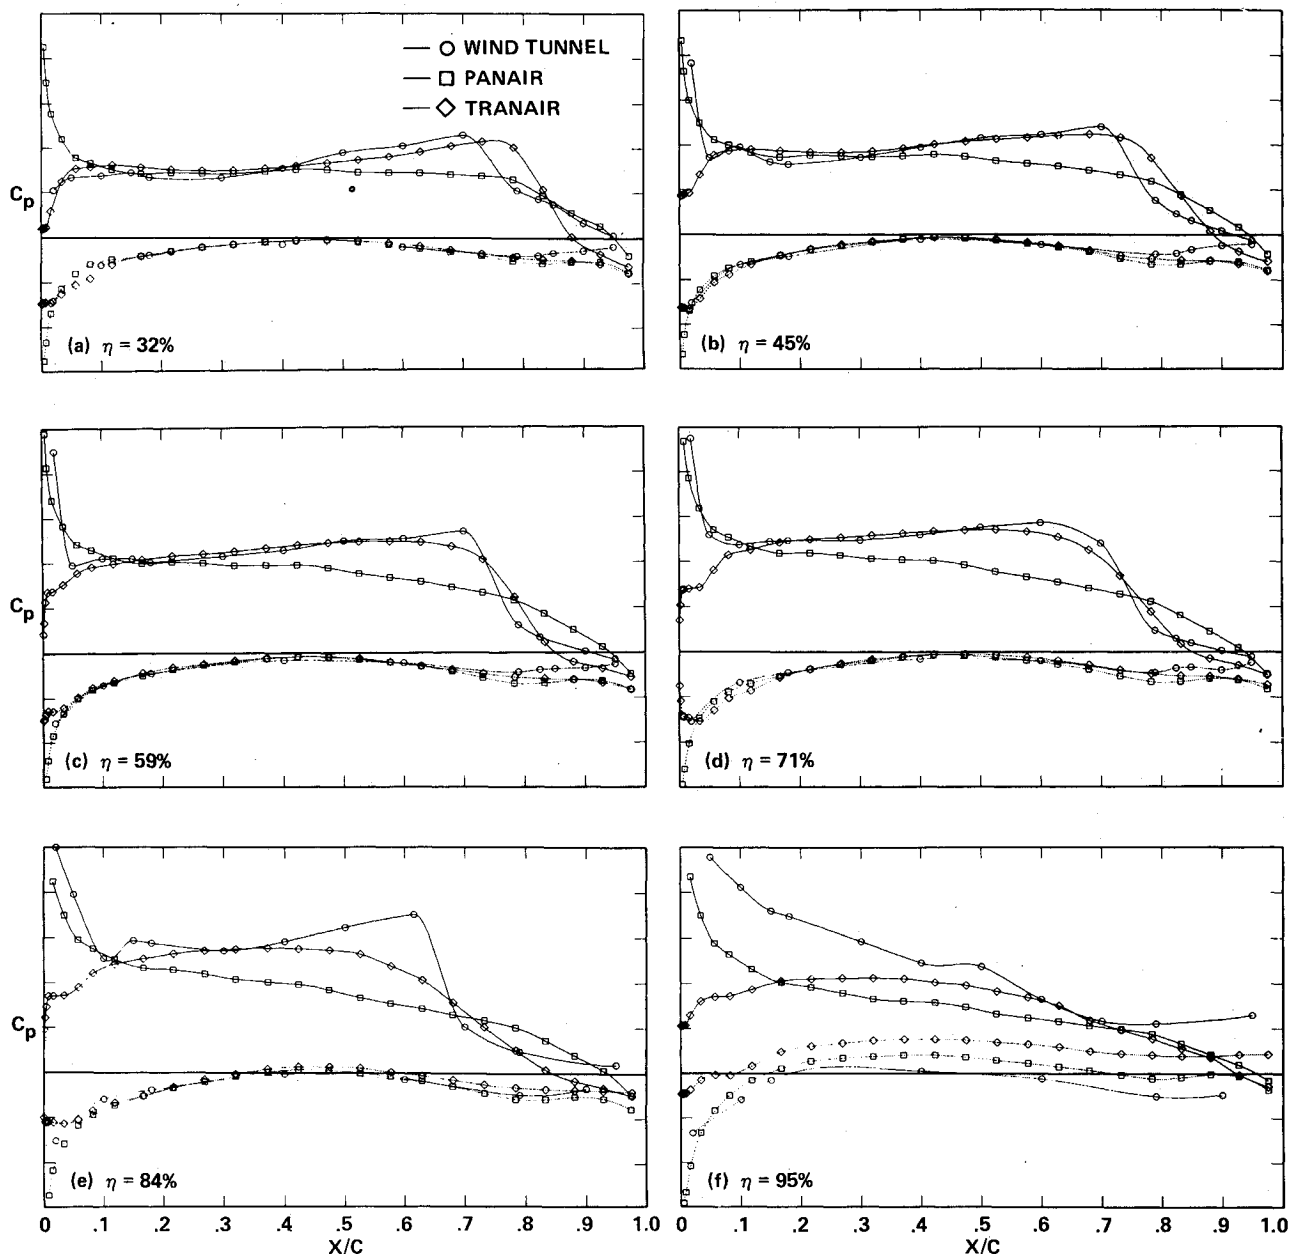 WIND TUNNEL
PANAIR
TRANAIR
Cp
(a) η = 32%
(b) η = 45%
Cp
(c) η = 59%
(d) η = 71%
Cp
(e) η = 84%
(f) η = 95%
0 .1 .2 .3 .4 .5 .6 .7 .8 .9 1.0
X/C
0 .1 .2 .3 .4 .5 .6 .7 .8 .9 1.0
X/C